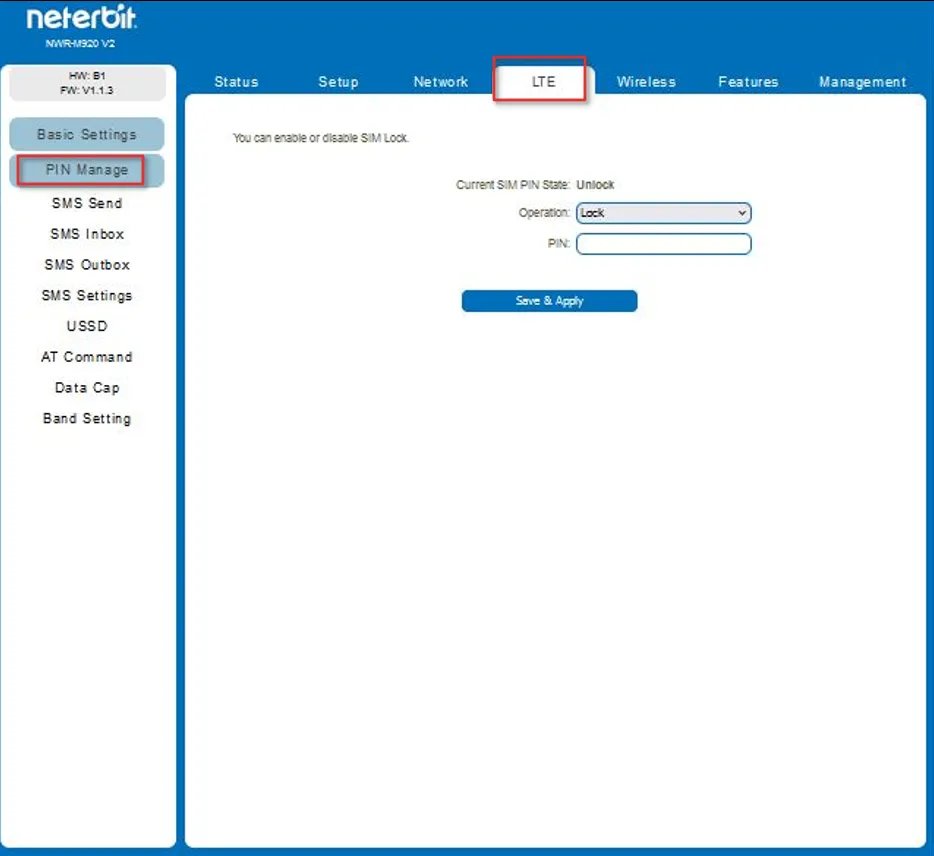 neterbit.
NWR-M920 V2
HW: B1
FW: V1.1.3
Status Setup Network LTE Wireless Features Management
Basic Settings
PIN Manage
SMS Send
SMS Inbox
SMS Outbox
SMS Settings
USSD
AT Command
Data Cap
Band Setting
You can enable or disable SIM Lock.
Current SIM PIN State: Unlock
Operation: Lock
PIN:
Save & Apply